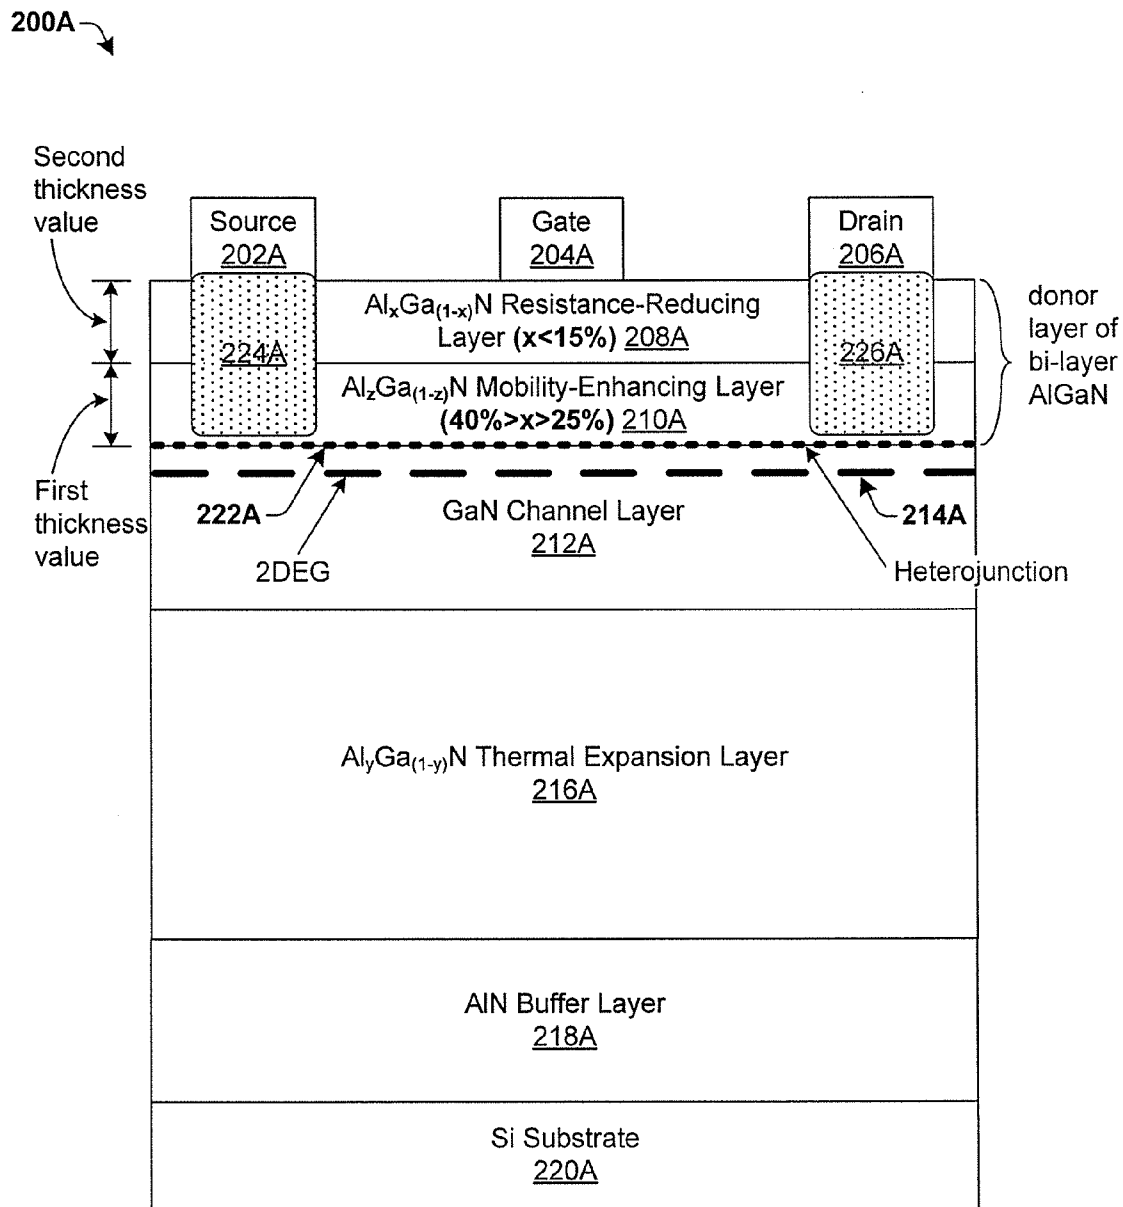 200A
Second
thickness
value
Source
202A
Gate
204A
Drain
206A
AlₓGa₍₁₋ₓ₎N Resistance-Reducing
Layer (x<15%) 208A
224A
226A
donor
layer of
bi-layer
AlGaN
Al_zGa_(1-z)N Mobility-Enhancing Layer
(40%>x>25%) 210A
First
thickness
value
222A
2DEG
GaN Channel Layer
212A
214A
Heterojunction
Al_yGa_(1-y)N Thermal Expansion Layer
216A
AlN Buffer Layer
218A
Si Substrate
220A